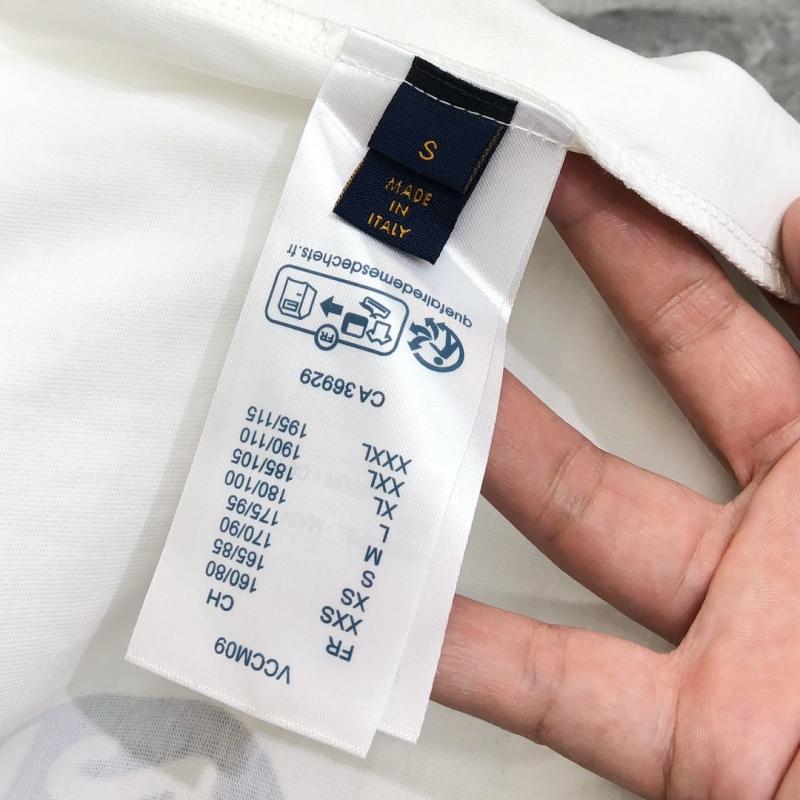 S
MADE
IN
ITALY
VCCM09
FR CH
XXS 160/80
XS 165/85
S 170/90
M 175/95
L 180/100
XL 185/105
XXL 190/110
XXXL 195/115
CA 36929
FR
quefairedemesdechets.fr